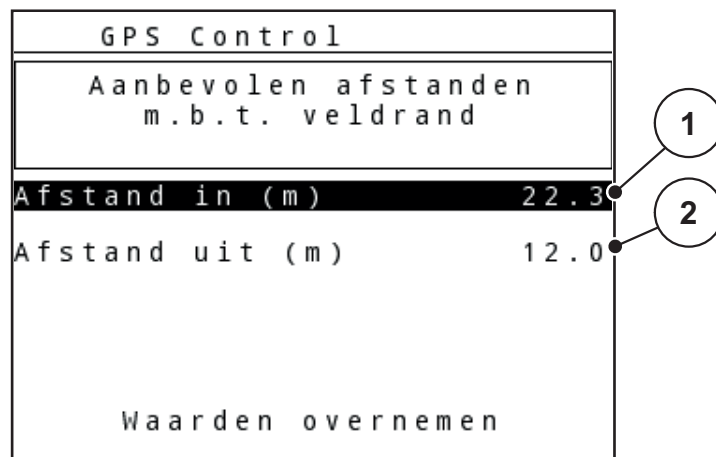 GPS Control
Aanbevolen afstanden
m.b.t. veldrand
Afstand in (m) 22.3
1
Afstand uit (m) 12.0
2
Waarden overnemen